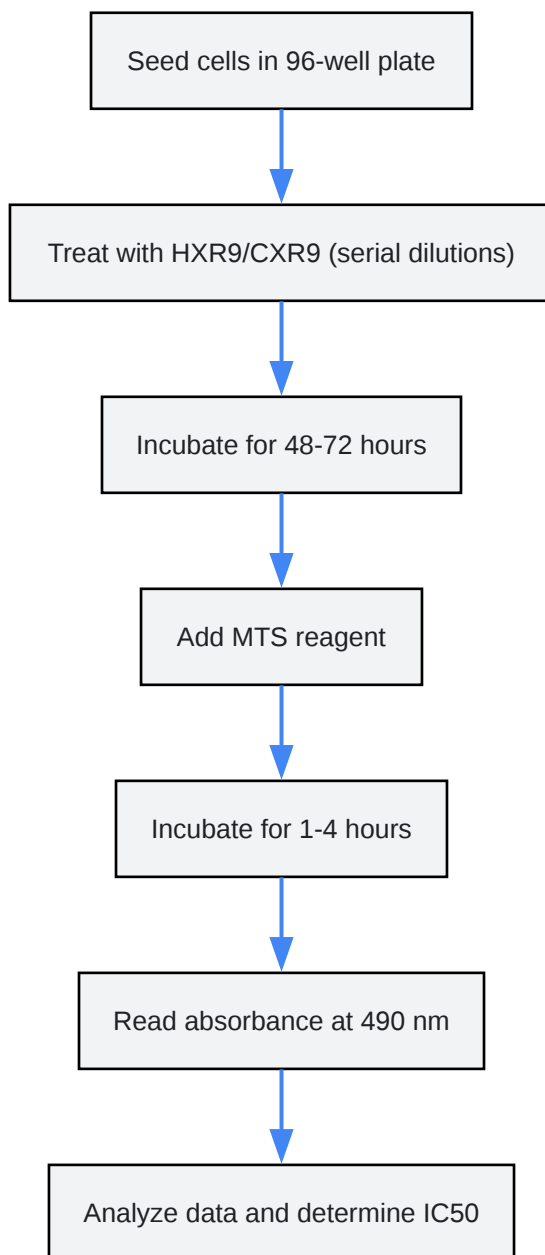 Seed cells in 96-well plate
Treat with HXR9/CXR9 (serial dilutions)
Incubate for 48-72 hours
Add MTS reagent
Incubate for 1-4 hours
Read absorbance at 490 nm
Analyze data and determine IC50